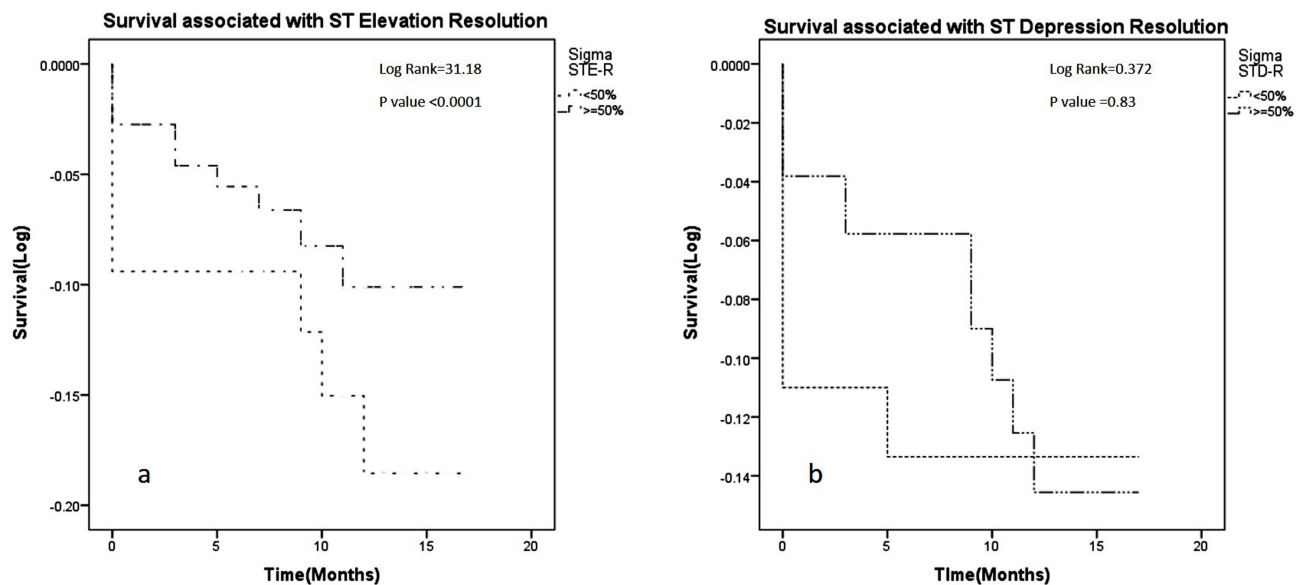 Survival associated with ST Elevation Resolution
0.0000
-0.05
-0.10
-0.15
-0.20
Survival(Log)
Log Rank=31.18
P value <0.0001
Sigma
STE-R
<50%
>=50%
a
0
5
10
15
20
Time(Months)
Survival associated with ST Depression Resolution
0.0000
-0.02
-0.04
-0.06
-0.08
-0.10
-0.12
-0.14
Survival(Log)
Log Rank=0.372
P value =0.83
Sigma
STD-R
<50%
>=50%
b
0
5
10
15
20
TIme(Months)